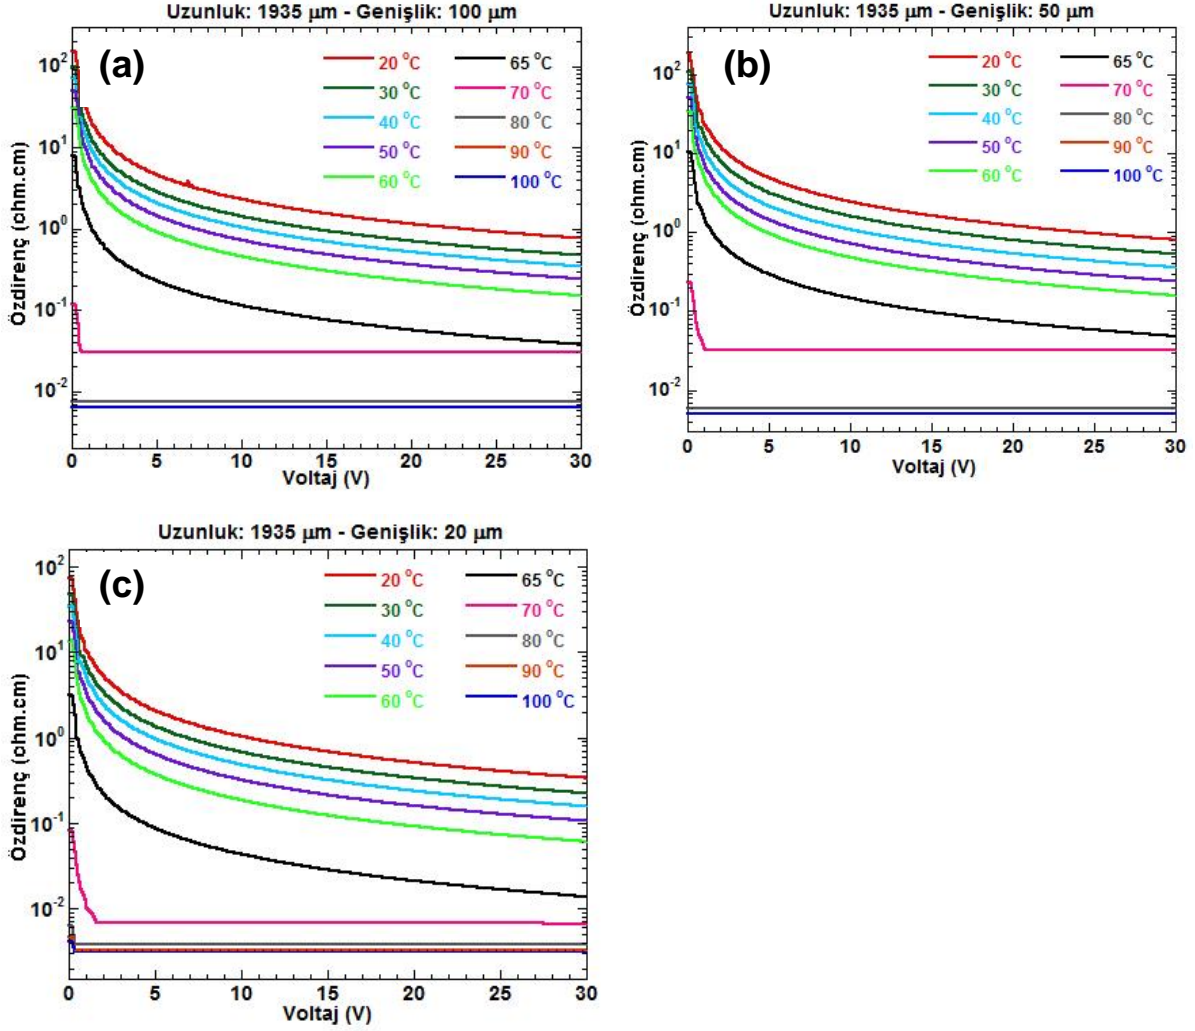 Uzunluk: 1935 µm - Genişlik: 100 µm
(a)
20 °C 65 °C
30 °C 70 °C
40 °C 80 °C
50 °C 90 °C
60 °C 100 °C
Özdirenç (ohm.cm)
10² 10¹ 10⁰ 10⁻¹ 10⁻²
0 5 10 15 20 25 30
Voltaj (V)
Uzunluk: 1935 µm - Genişlik: 50 µm
(b)
20 °C 65 °C
30 °C 70 °C
40 °C 80 °C
50 °C 90 °C
60 °C 100 °C
Özdirenç (ohm.cm)
10² 10¹ 10⁰ 10⁻¹ 10⁻²
0 5 10 15 20 25 30
Voltaj (V)
Uzunluk: 1935 µm - Genişlik: 20 µm
(c)
20 °C 65 °C
30 °C 70 °C
40 °C 80 °C
50 °C 90 °C
60 °C 100 °C
Özdirenç (ohm.cm)
10² 10¹ 10⁰ 10⁻¹ 10⁻²
0 5 10 15 20 25 30
Voltaj (V)